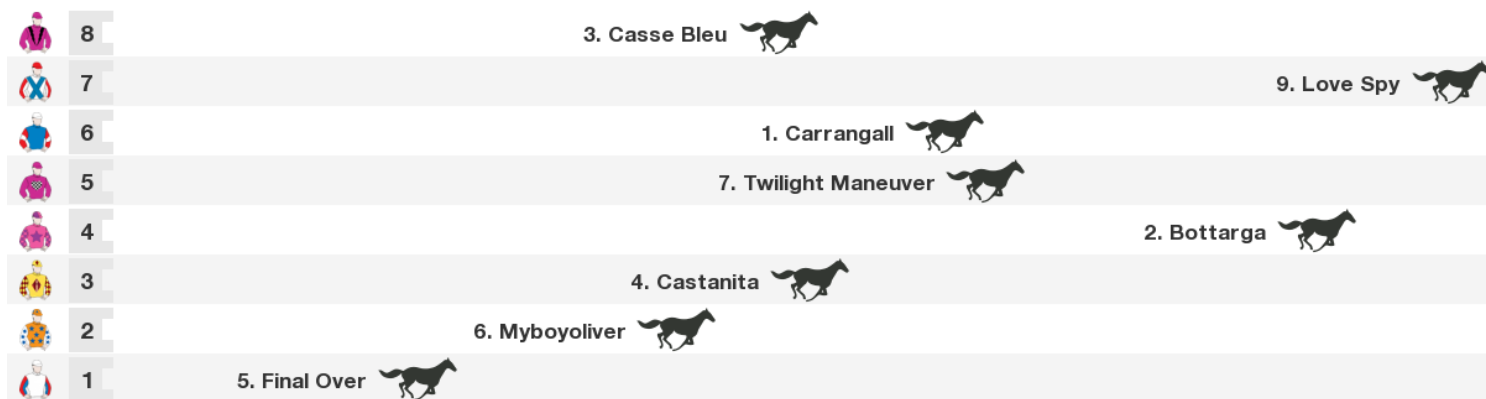 8 3. Casse Bleu
7 9. Love Spy
6 1. Carrangall
5 7. Twilight Maneuver
4 2. Bottarga
3 4. Castanita
2 6. Myboyoliver
1 5. Final Over